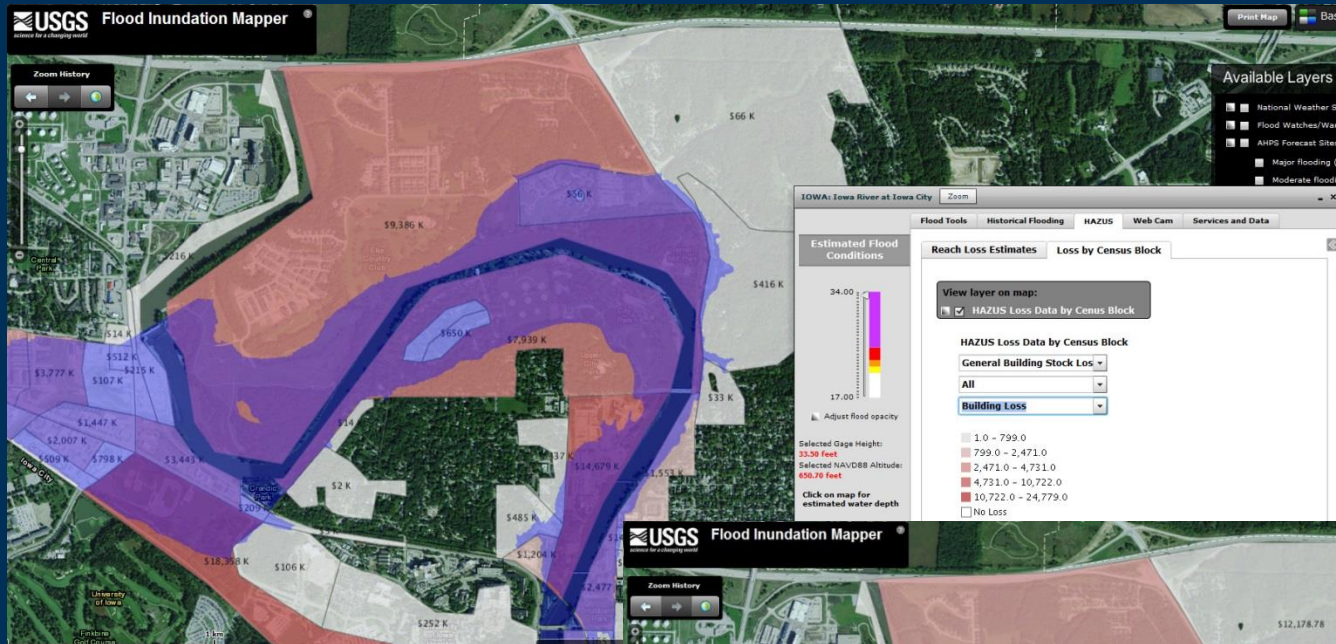 USGS
science for a changing world
Flood Inundation Mapper
Print Map
Zoom History
Available Layers
National Weather S
Flood Watches/War
AHPS Forecast Sites
Major flooding (
Moderate floodi
$66 K
$56 K
$9,386 K
$216 K
Central
Park
$416 K
$14 K
$512 K
$215 K
$107 K
$3,777 K
$650 K
$7,939 K
$33 K
$1,447 K
$2,007 K
$509 K
$798 K
$3,443 K
Iowa City
$14
$2 K
$14,679 K
$1,553
$209
$485 K
$1,204
$2,477
$18,358 K
$106 K
$252 K
University
of Iowa
Finkbine
Golf Course
IOWA: Iowa River at Iowa City
Zoom
Flood Tools
Historical Flooding
HAZUS
Web Cam
Services and Data
Estimated Flood
Conditions
34.00
17.00
Adjust flood opacity
Selected Gage Height:
33.50 feet
Selected NAVD88 Altitude:
650.70 feet
Click on map for
estimated water depth
Reach Loss Estimates
Loss by Census Block
View layer on map:
HAZUS Loss Data by Cenus Block
HAZUS Loss Data by Census Block
General Building Stock Los
All
Building Loss
1.0 - 799.0
799.0 - 2,471.0
2,471.0 - 4,731.0
4,731.0 - 10,722.0
10,722.0 - 24,779.0
No Loss
USGS
science for a changing world
Flood Inundation Mapper
Zoom History
$12,178.78